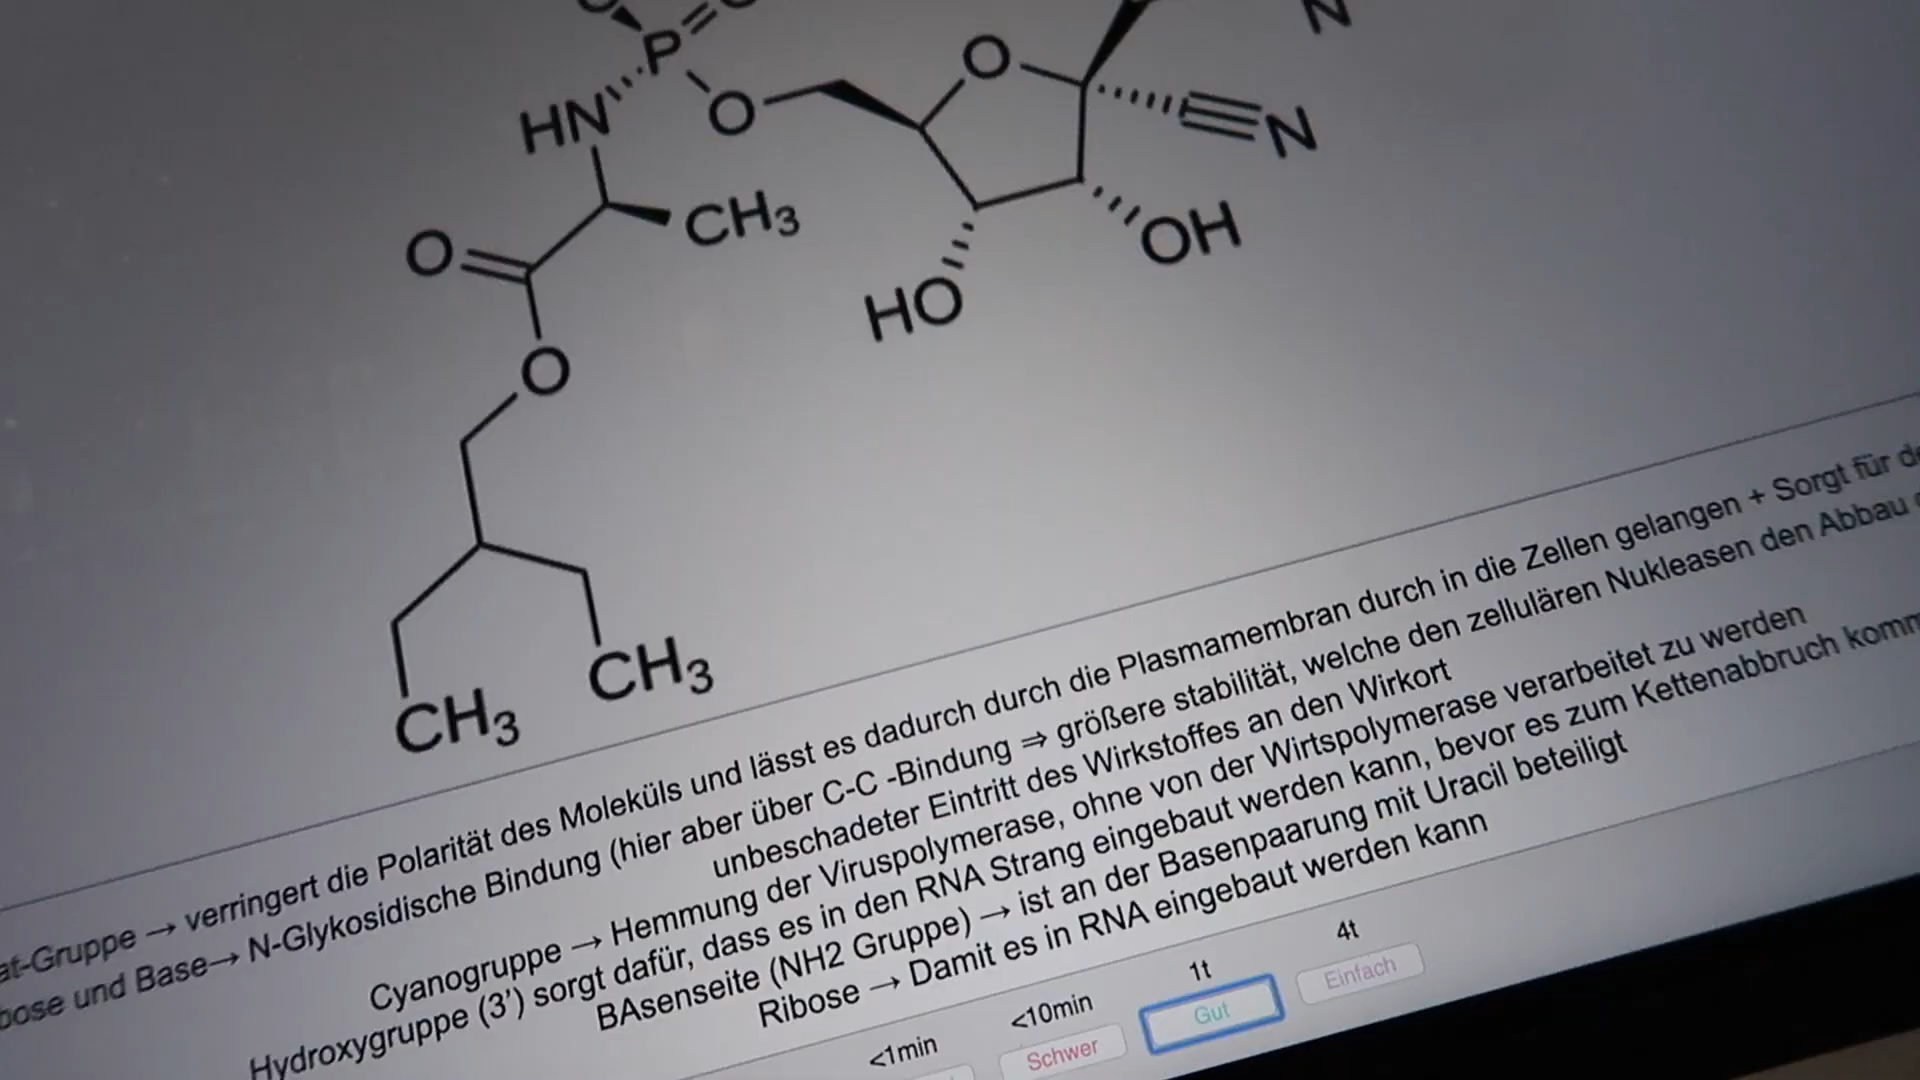 P
O
N
HN
O
N
CH3
OH
O
HO
O
CH3
CH3
at-Gruppe → verringert die Polarität des Moleküls und lässt es dadurch durch die Plasmamembran durch in die Zellen gelangen + Sorgt für
bose und Base→ N-Glykosidische Bindung (hier aber über C-C -Bindung ⇒ größere stabilität, welche den zellulären Nukleasen den Abbau
unbeschadeter Eintritt des Wirkstoffes an den Wirkort
Cyanogruppe → Hemmung der Viruspolymerase, ohne von der Wirtspolymerase verarbeitet zu werden
Hydroxygruppe (3') sorgt dafür, dass es in den RNA Strang eingebaut werden kann, bevor es zum Kettenabbruch komm
BAsenseite (NH2 Gruppe) → ist an der Basenpaarung mit Uracil beteiligt
Ribose → Damit es in RNA eingebaut werden kann
<1min <10min 1t 4t
Schwer Gut Einfach